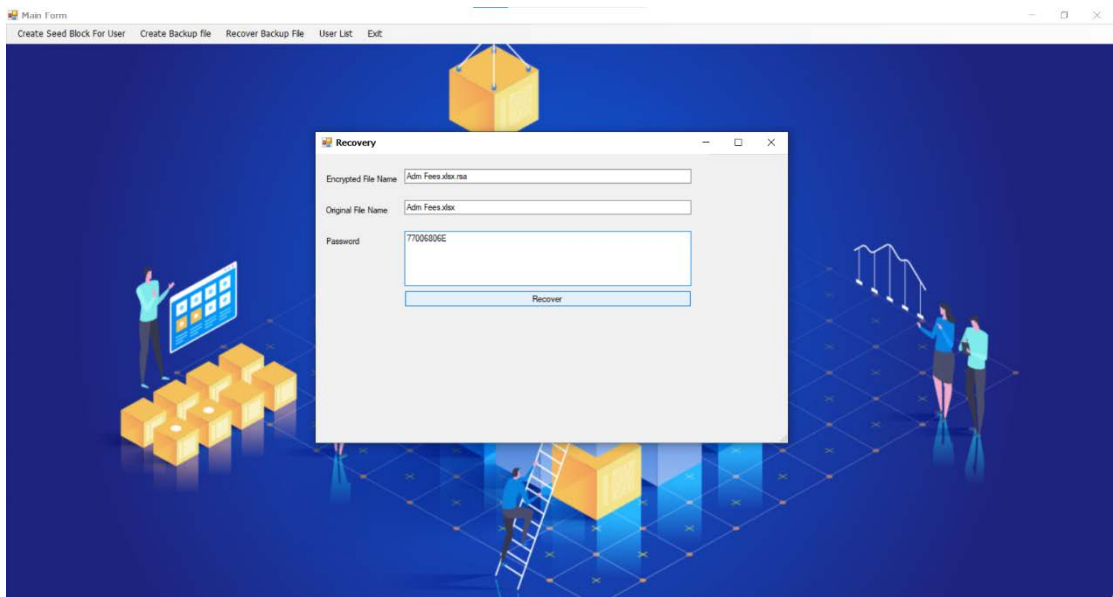 Main Form
Create Seed Block For User Create Backup file Recover Backup File User List Exit
Recovery
Encrypted File Name Adm Fees.xlsx.rsa
Original File Name Adm Fees.xlsx
Password 77006806E
Recover